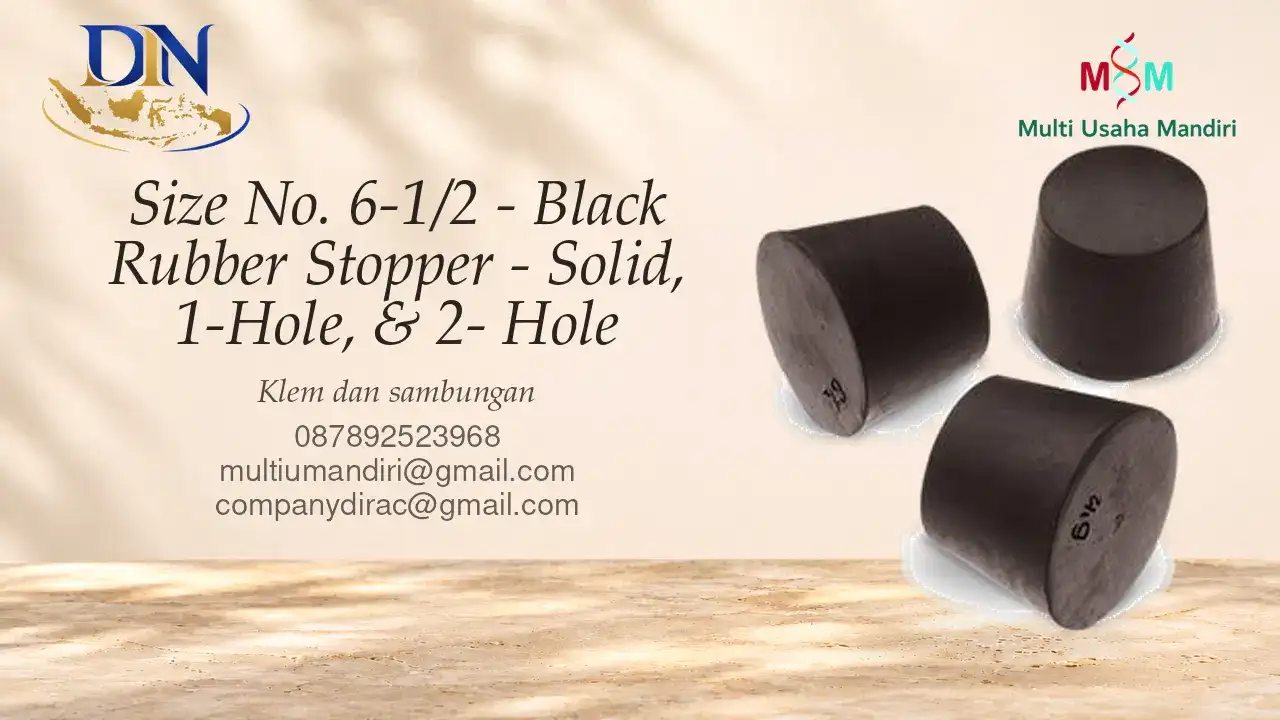 DIN
M M
Multi Usaha Mandiri
Size No. 6-1/2 - Black
Rubber Stopper - Solid,
1-Hole, & 2- Hole
Klem dan sambungan
087892523968
multiumandiri@gmail.com
companydirac@gmail.com
6½